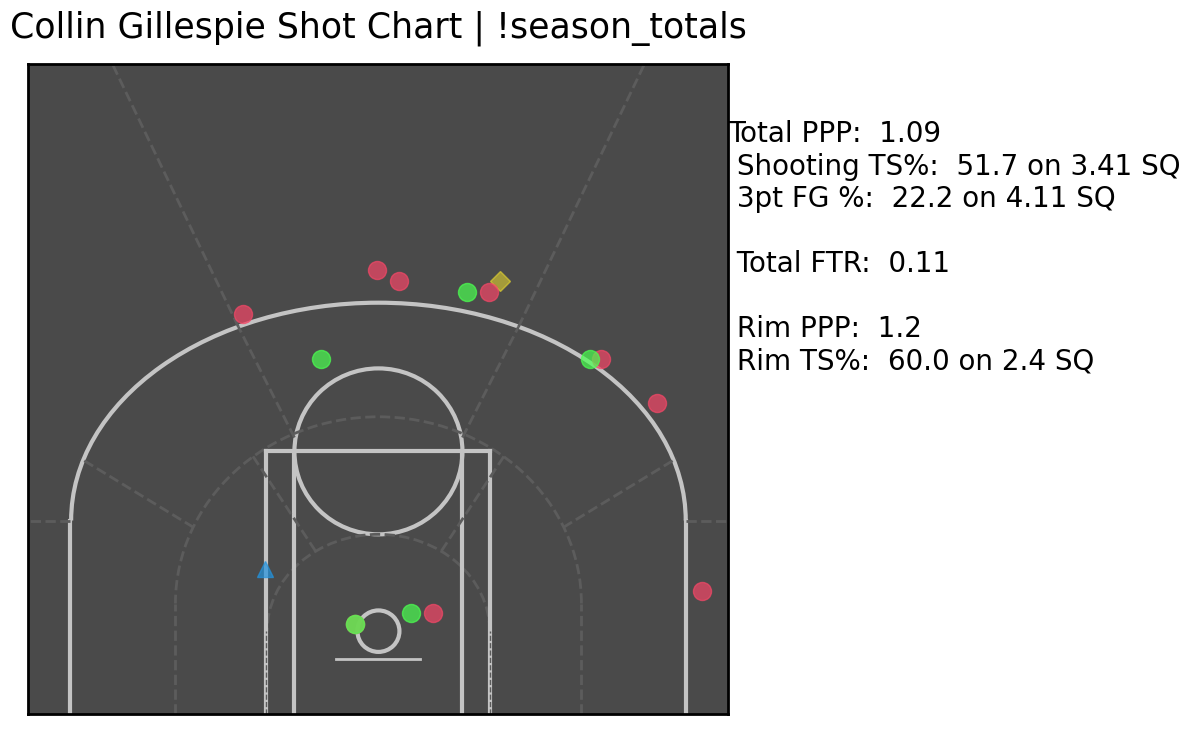 Collin Gillespie Shot Chart | !season_totals
Total PPP: 1.09
Shooting TS%: 51.7 on 3.41 SQ
3pt FG %: 22.2 on 4.11 SQ
Total FTR: 0.11
Rim PPP: 1.2
Rim TS%: 60.0 on 2.4 SQ